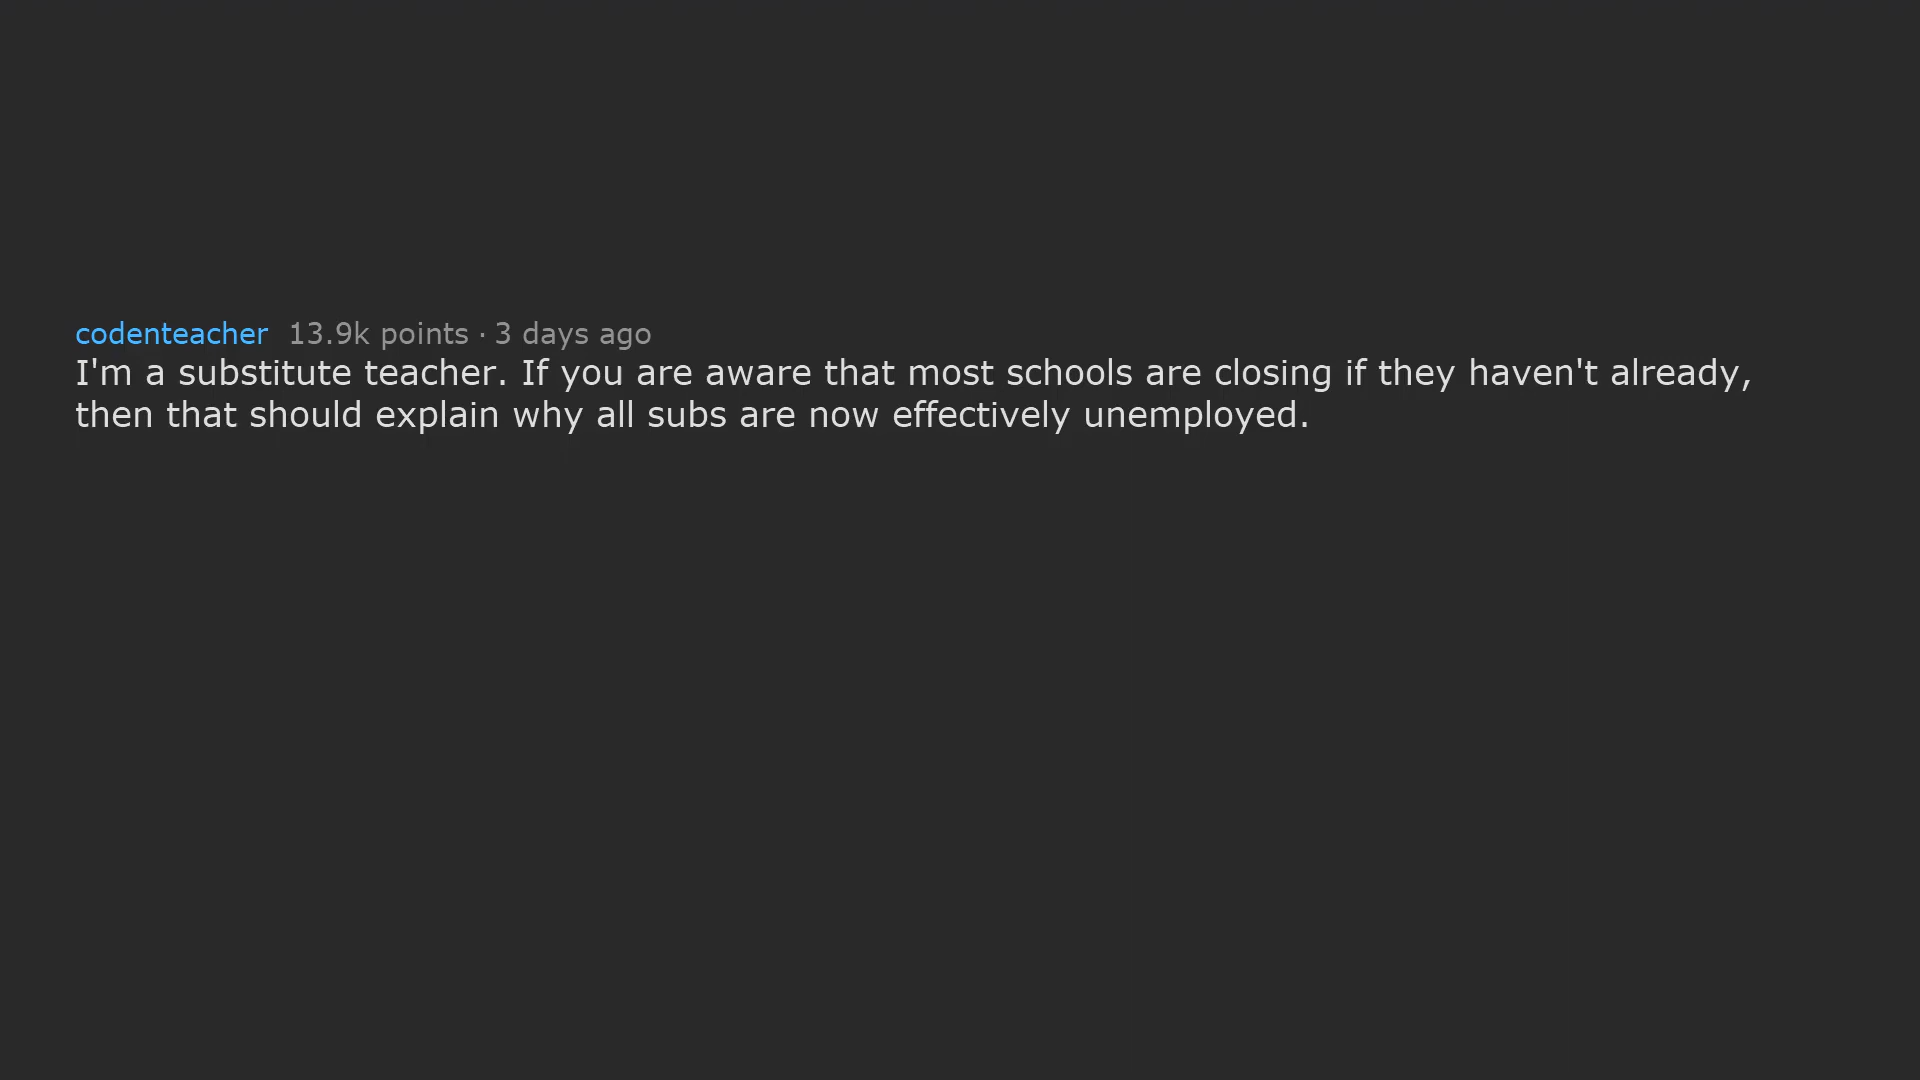 codenteacher 13.9k points · 3 days ago
I'm a substitute teacher. If you are aware that most schools are closing if they haven't already,
then that should explain why all subs are now effectively unemployed.